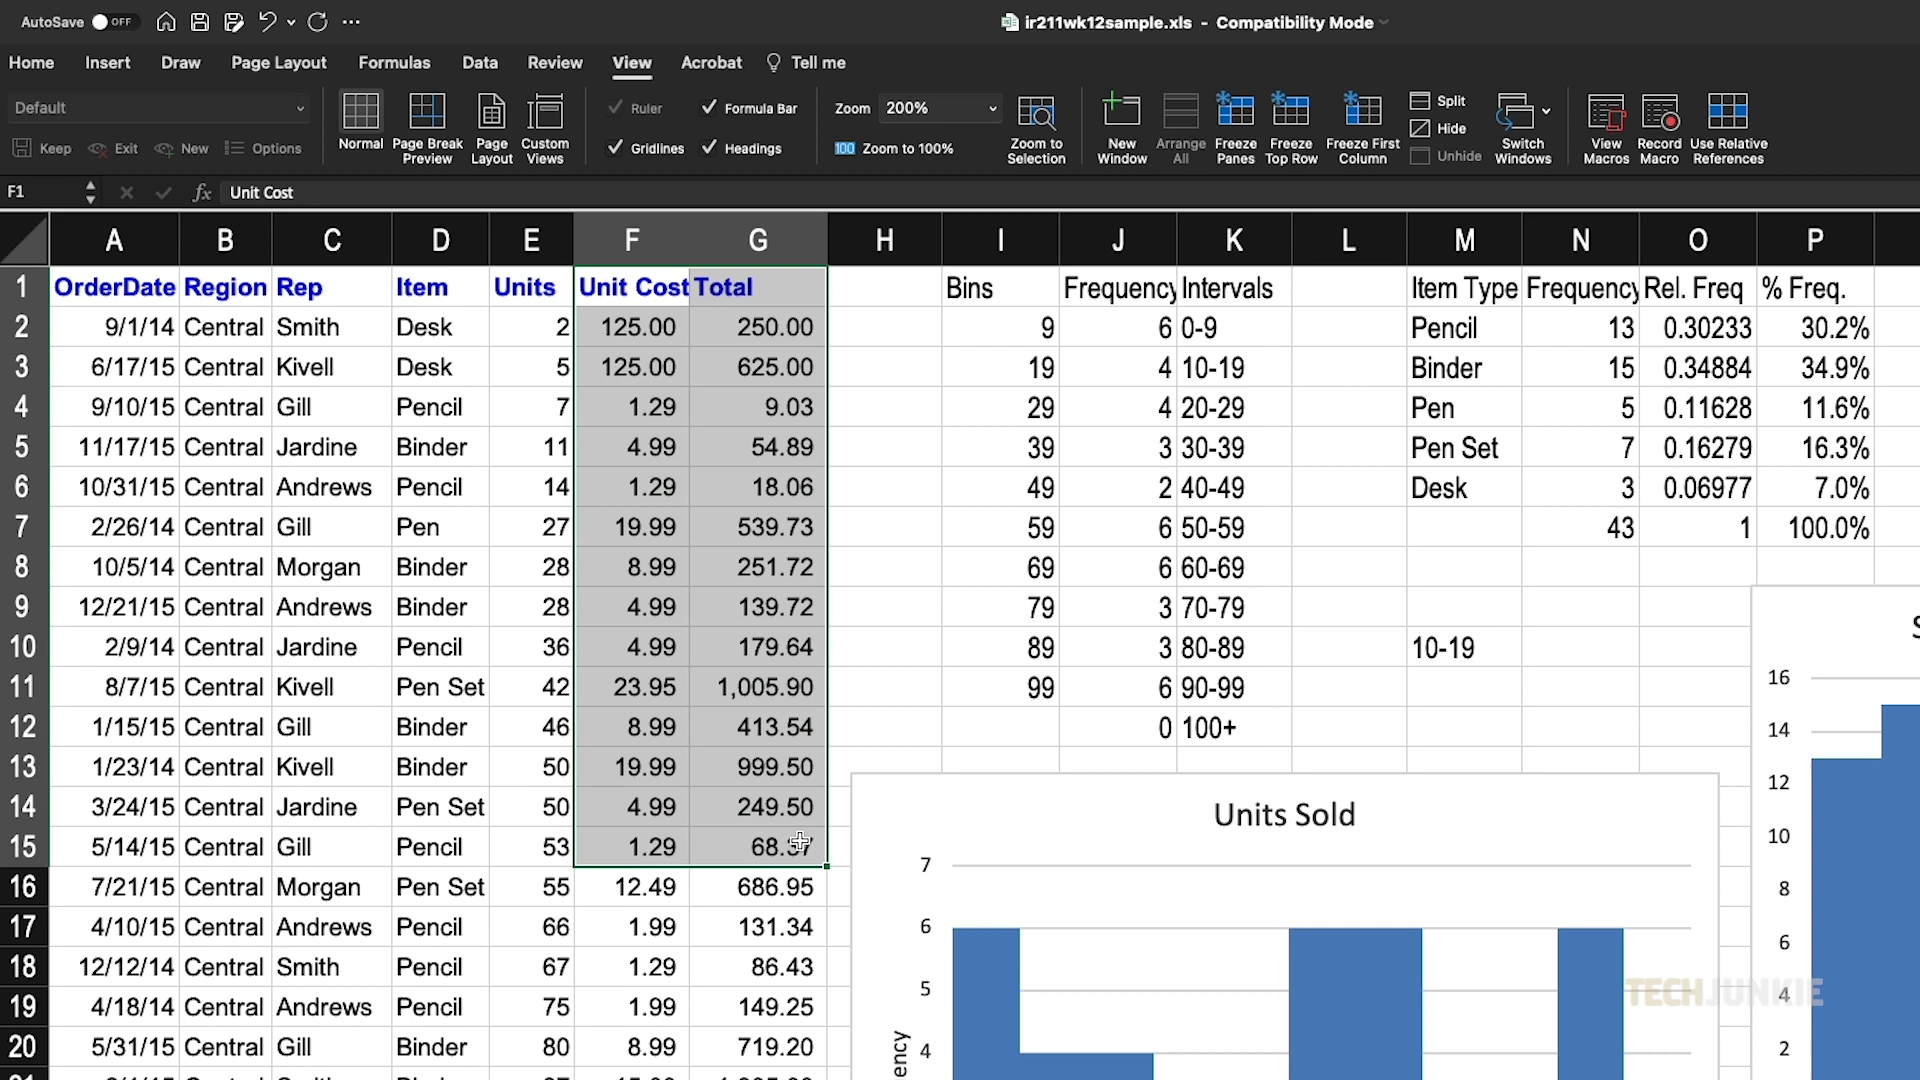 AutoSave OFF
ir211wk12sample.xls - Compatibility Mode
Home Insert Draw Page Layout Formulas Data Review View Acrobat Tell me
Default
Keep Exit New Options
Normal
Page Break Preview
Page Layout
Custom Views
Ruler Formula Bar
Gridlines Headings
Zoom 200%
100 Zoom to 100%
Zoom to Selection
New Window
Arrange All
Freeze Panes
Freeze Top Row
Freeze First Column
Split
Hide
Unhide
Switch Windows
View Macros
Record Macro
Use Relative References
F1 fx Unit Cost
A B C D E F G H I J K L M N O P
1 OrderDate Region Rep Item Units Unit Cost Total Bins Frequency Intervals Item Type Frequency Rel. Freq % Freq.
2 9/1/14 Central Smith Desk 2 125.00 250.00 9 6 0-9 Pencil 13 0.30233 30.2%
3 6/17/15 Central Kivell Desk 5 125.00 625.00 19 4 10-19 Binder 15 0.34884 34.9%
4 9/10/15 Central Gill Pencil 7 1.29 9.03 29 4 20-29 Pen 5 0.11628 11.6%
5 11/17/15 Central Jardine Binder 11 4.99 54.89 39 3 30-39 Pen Set 7 0.16279 16.3%
6 10/31/15 Central Andrews Pencil 14 1.29 18.06 49 2 40-49 Desk 3 0.06977 7.0%
7 2/26/14 Central Gill Pen 27 19.99 539.73 59 6 50-59 43 1 100.0%
8 10/5/14 Central Morgan Binder 28 8.99 251.72 69 6 60-69
9 12/21/15 Central Andrews Binder 28 4.99 139.72 79 3 70-79
10 2/9/14 Central Jardine Pencil 36 4.99 179.64 89 3 80-89 10-19
11 8/7/15 Central Kivell Pen Set 42 23.95 1,005.90 99 6 90-99
12 1/15/15 Central Gill Binder 46 8.99 413.54 0 100+
13 1/23/14 Central Kivell Binder 50 19.99 999.50
14 3/24/15 Central Jardine Pen Set 50 4.99 249.50
15 5/14/15 Central Gill Pencil 53 1.29 68.37
16 7/21/15 Central Morgan Pen Set 55 12.49 686.95
17 4/10/15 Central Andrews Pencil 66 1.99 131.34
18 12/12/14 Central Smith Pencil 67 1.29 86.43
19 4/18/14 Central Andrews Pencil 75 1.99 149.25
20 5/31/15 Central Gill Binder 80 8.99 719.20
Units Sold
7
6
5
4
16
14
12
10
8
6
4
2
TECHJUNKIE